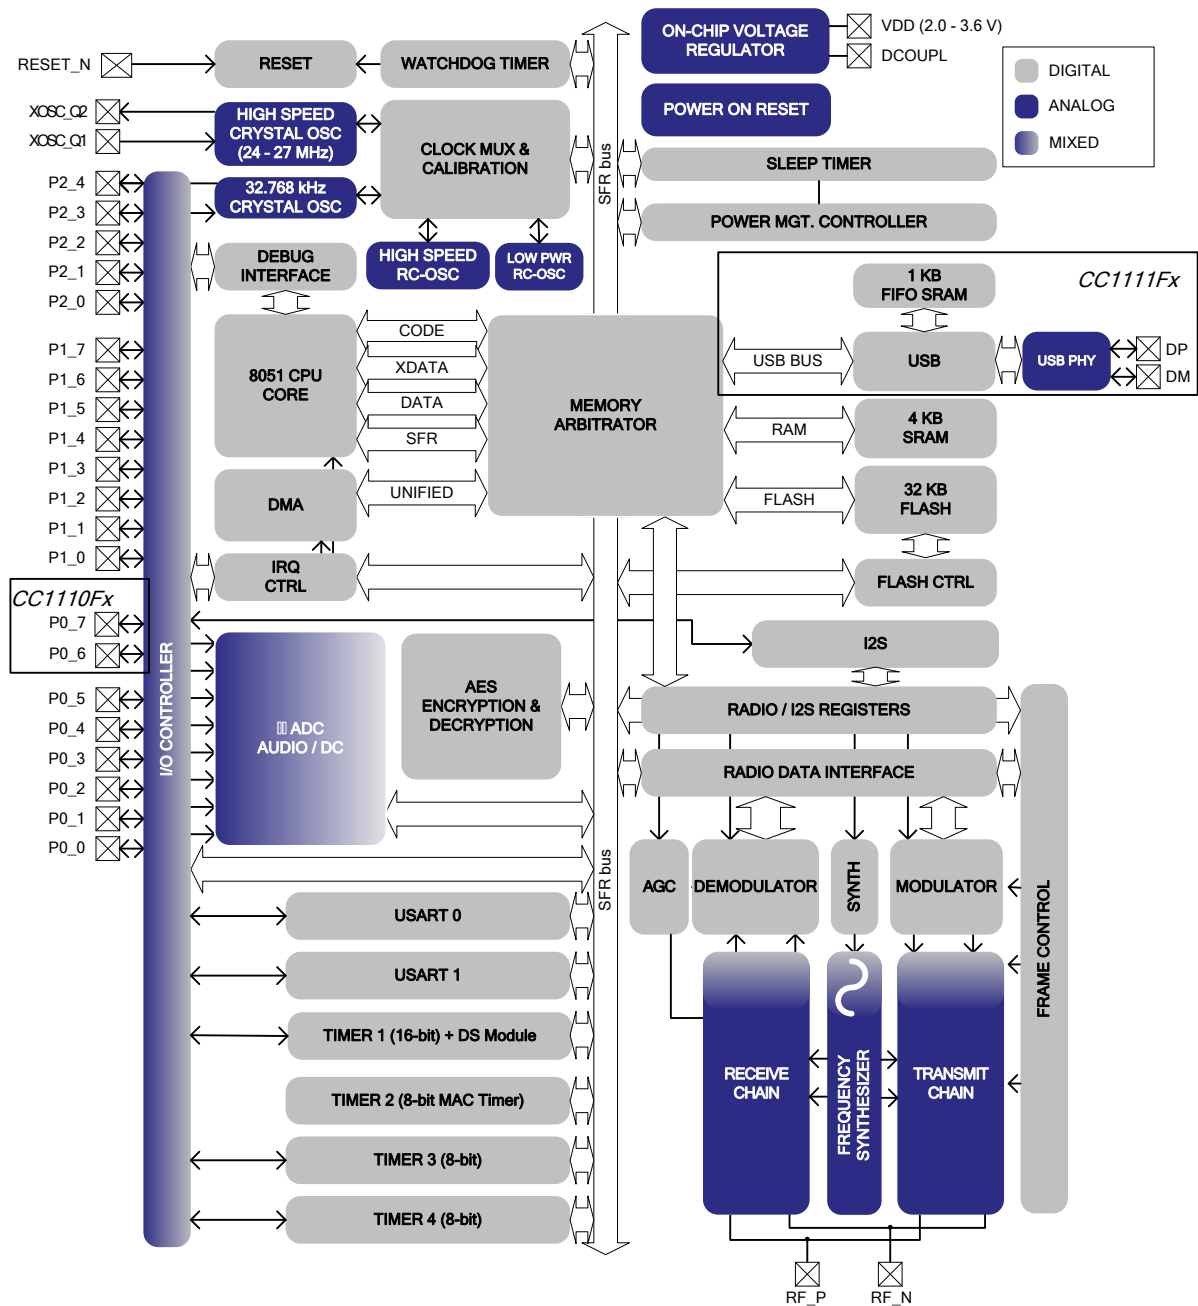 RESET_N
XOSC_Q2
XOSC_Q1
P2_4
P2_3
P2_2
P2_1
P2_0
P1_7
P1_6
P1_5
P1_4
P1_3
P1_2
P1_1
P1_0
CC1110Fx
P0_7
P0_6
P0_5
P0_4
P0_3
P0_2
P0_1
P0_0
I/O CONTROLLER
RESET
WATCHDOG TIMER
HIGH SPEED
CRYSTAL OSC
(24 - 27 MHz)
32.768 kHz
CRYSTAL OSC
CLOCK MUX &
CALIBRATION
DEBUG
INTERFACE
HIGH SPEED
RC-OSC
LOW PWR
RC-OSC
SFR bus
ON-CHIP VOLTAGE
REGULATOR
VDD (2.0 - 3.6 V)
DCOUPL
POWER ON RESET
DIGITAL
ANALOG
MIXED
SLEEP TIMER
POWER MGT. CONTROLLER
CC1111Fx
1 KB
FIFO SRAM
USB BUS
USB
USB PHY
DP
DM
8051 CPU
CORE
CODE
XDATA
DATA
SFR
MEMORY
ARBITRATOR
RAM
4 KB
SRAM
DMA
UNIFIED
FLASH
32 KB
FLASH
IRQ
CTRL
FLASH CTRL
I2S
ADC
AUDIO / DC
AES
ENCRYPTION &
DECRYPTION
RADIO / I2S REGISTERS
RADIO DATA INTERFACE
SFR bus
AGC
DEMODULATOR
SYNTH
MODULATOR
FRAME CONTROL
USART 0
USART 1
TIMER 1 (16-bit) + DS Module
TIMER 2 (8-bit MAC Timer)
TIMER 3 (8-bit)
TIMER 4 (8-bit)
RECEIVE
CHAIN
FREQUENCY
SYNTHESIZER
TRANSMIT
CHAIN
RF_P
RF_N